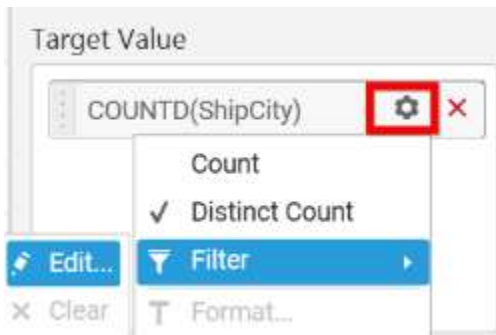 Target Value
COUNTD(ShipCity)
Count
Distinct Count
Edit... Filter
Clear Format...